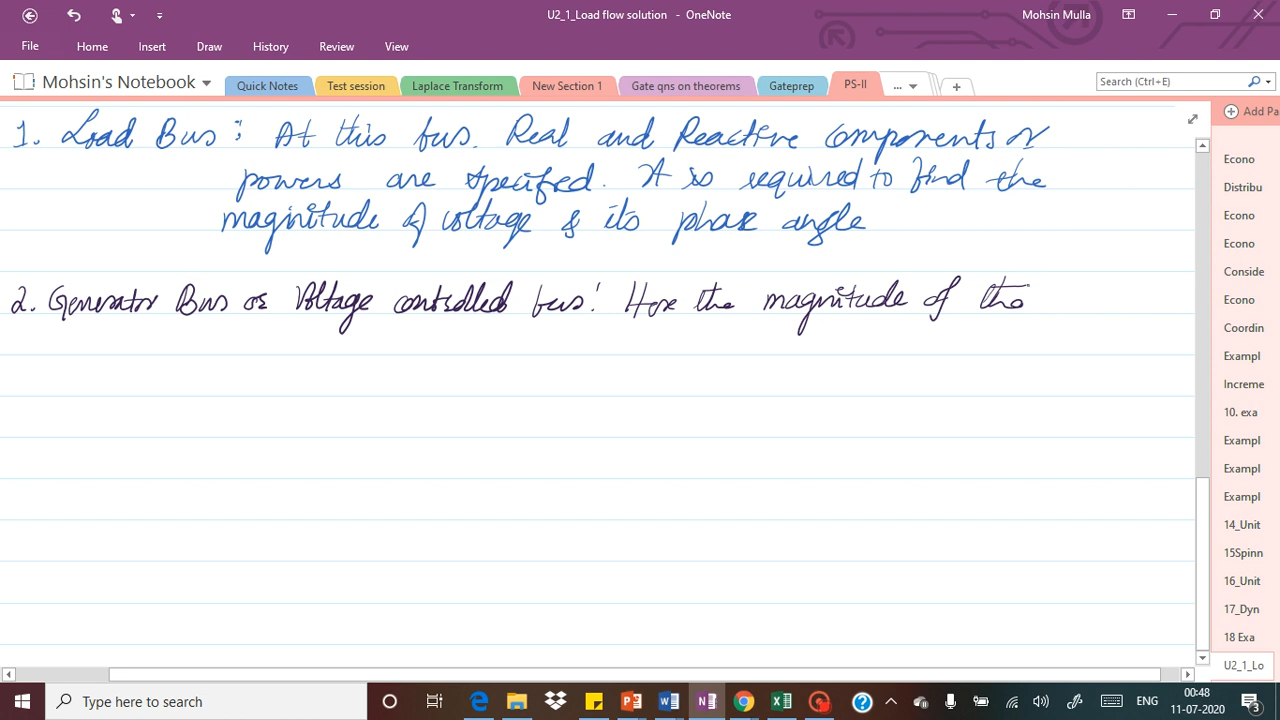 U2_1_Load flow solution - OneNote
Mohsin Mulla
File
Home
Insert
Draw
History
Review
View
Mohsin's Notebook
Quick Notes
Test session
Laplace Transform
New Section 1
Gate qns on theorems
Gateprep
PS-II
...
Search (Ctrl+E)
Add Pa
1. Load Bus : At this bus. Real and Reactive components or
powers are specified. It is required to find the
magnitude of voltage & its phase angle
2. Generator Bus or Voltage controlled bus: Here the magnitude of the
Econo
Distribu
Econo
Econo
Conside
Econo
Coordin
Exampl
Increme
10. exa
Exampl
Exampl
Exampl
14_Unit
15Spinn
16_Unit
17_Dyn
18 Exa
U2_1_Lo
Type here to search
ENG
00:48
11-07-2020
3